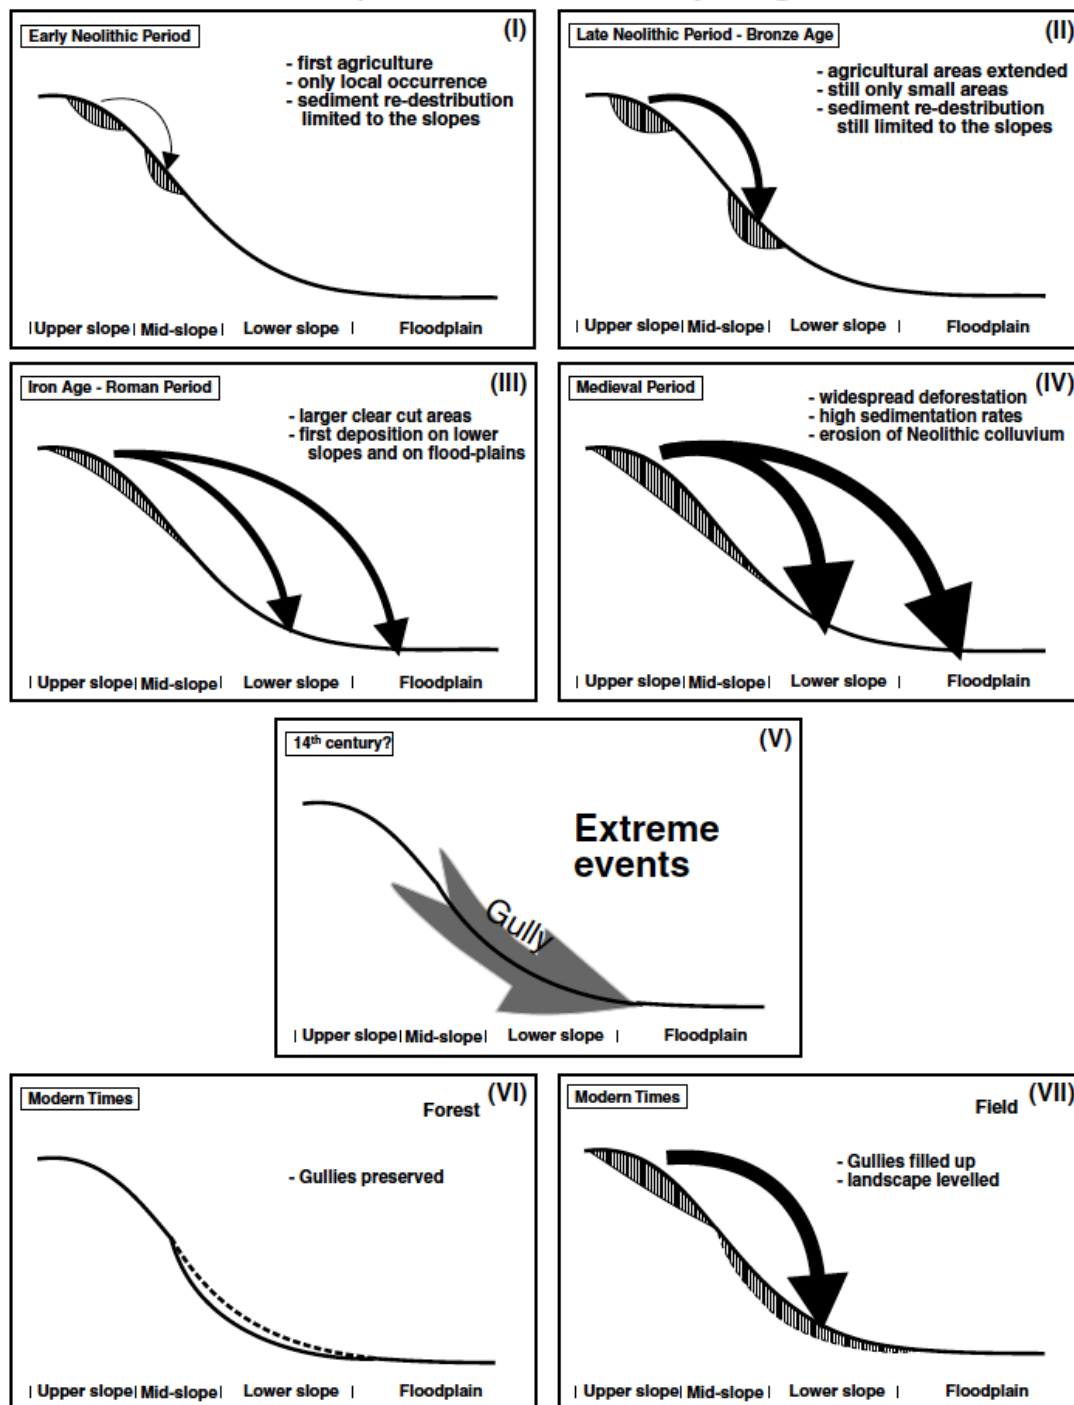 Early Neolithic Period
(I)
- first agriculture
- only local occurrence
- sediment re-destribution
limited to the slopes
| Upper slope | Mid-slope | Lower slope | Floodplain
Late Neolithic Period - Bronze Age
(II)
- agricultural areas extended
- still only small areas
- sediment re-destribution
still limited to the slopes
| Upper slope | Mid-slope | Lower slope | Floodplain
Iron Age - Roman Period
(III)
- larger clear cut areas
- first deposition on lower
slopes and on flood-plains
| Upper slope | Mid-slope | Lower slope | Floodplain
Medieval Period
(IV)
- widespread deforestation
- high sedimentation rates
- erosion of Neolithic colluvium
| Upper slope | Mid-slope | Lower slope | Floodplain
14th century?
(V)
Extreme
events
Gully
| Upper slope | Mid-slope | Lower slope | Floodplain
Modern Times
(VI)
Forest
- Gullies preserved
| Upper slope | Mid-slope | Lower slope | Floodplain
Modern Times
(VII)
Field
- Gullies filled up
- landscape levelled
| Upper slope | Mid-slope | Lower slope | Floodplain